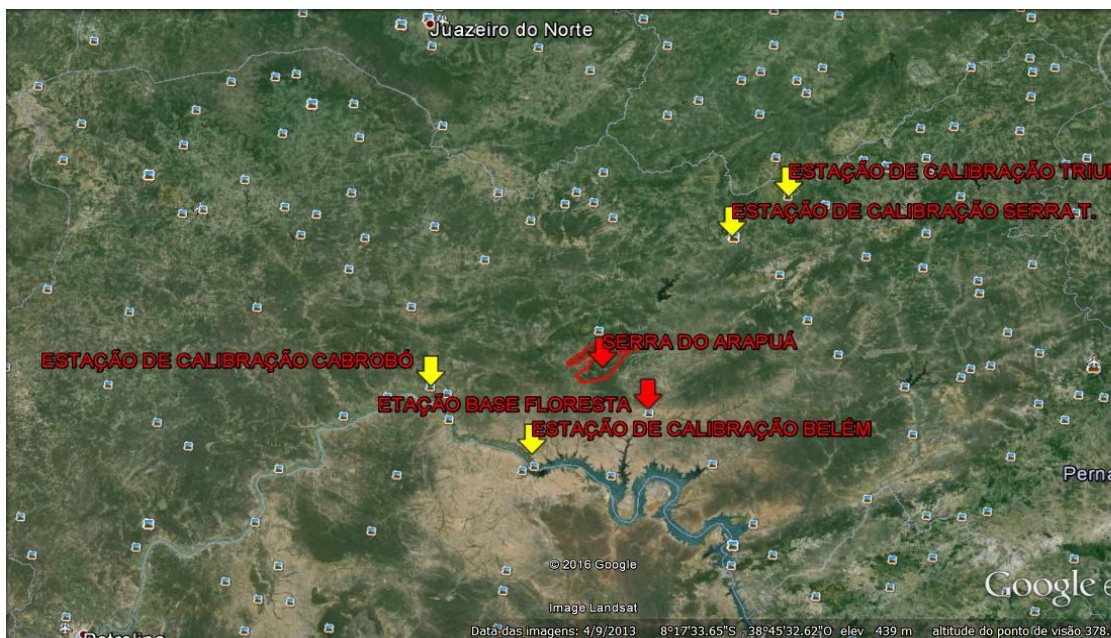 Juazeiro do Norte
ESTAÇÃO DE CALIBRAÇÃO TRIU
ESTAÇÃO DE CALIBRAÇÃO SERRA T.
SERRA DO ARAPUÁ
ESTAÇÃO DE CALIBRAÇÃO CABROBÓ
ETAÇÃO BASE FLORESTA
ESTAÇÃO DE CALIBRAÇÃO BELÉM
Perna
© 2016 Google
Google e
Image Landsat
Data das imagens: 4/9/2013 8°17'33.65"S 38°45'32.62"O elev 439 m altitude do ponto de visão 378
Petrolina